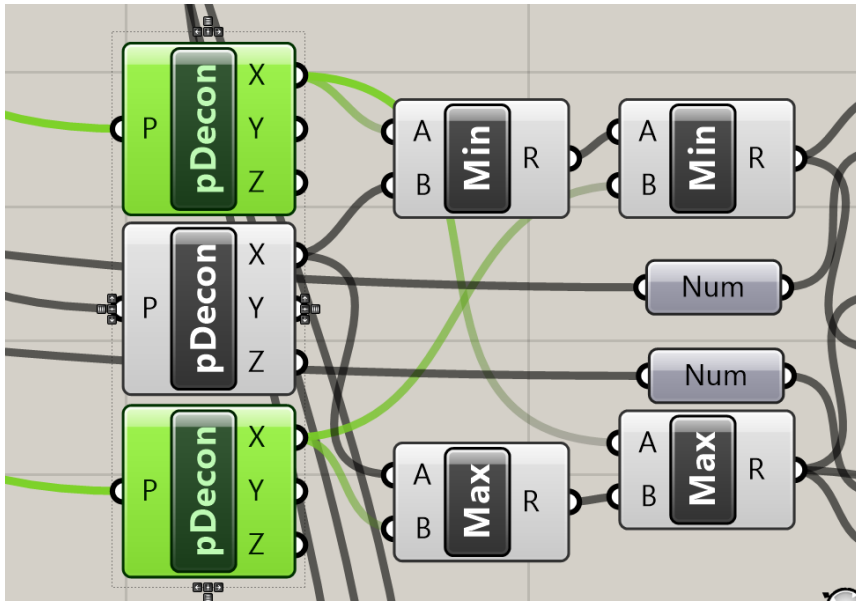 P pDecon X Y Z
A B Min R
A B Min R
P pDecon X Y Z
Num
Num
P pDecon X Y Z
A B Max R
A B Max R